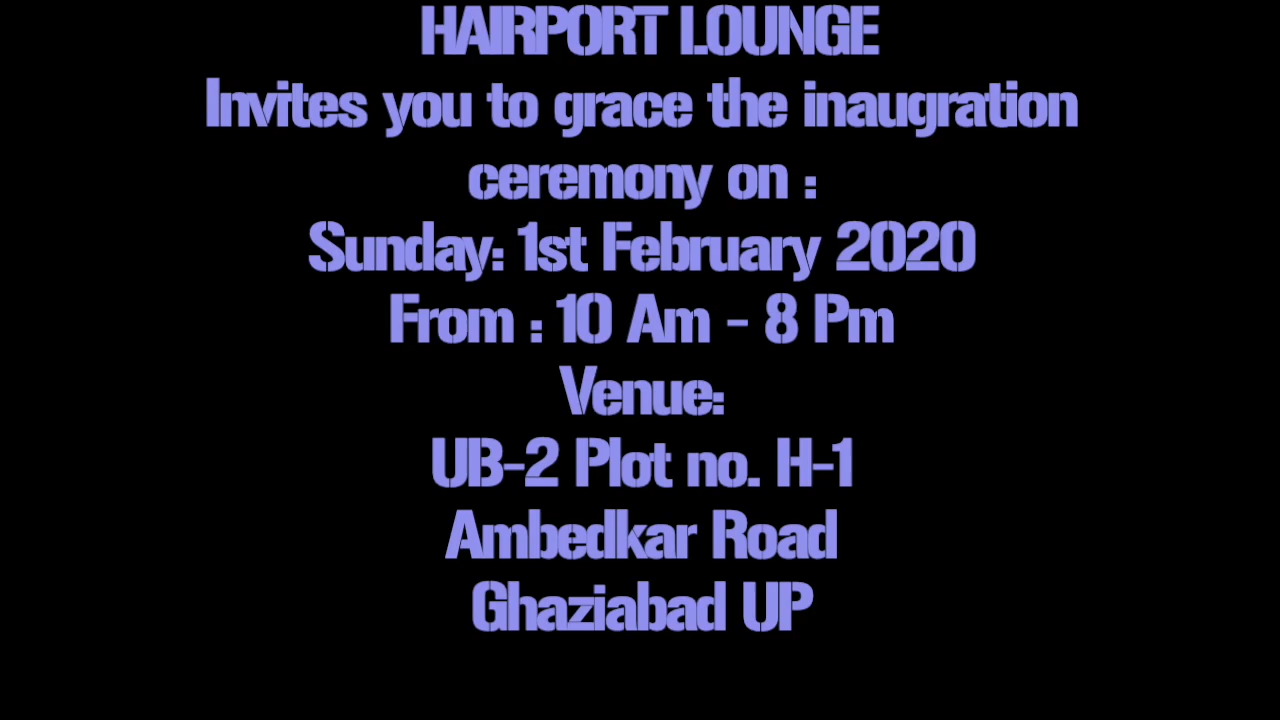 HAIRPORT LOUNGE
Invites you to grace the inaugration
ceremony on :
Sunday: 1st February 2020
From : 10 Am - 8 Pm
Venue:
UB-2 Plot no. H-1
Ambedkar Road
Ghaziabad UP